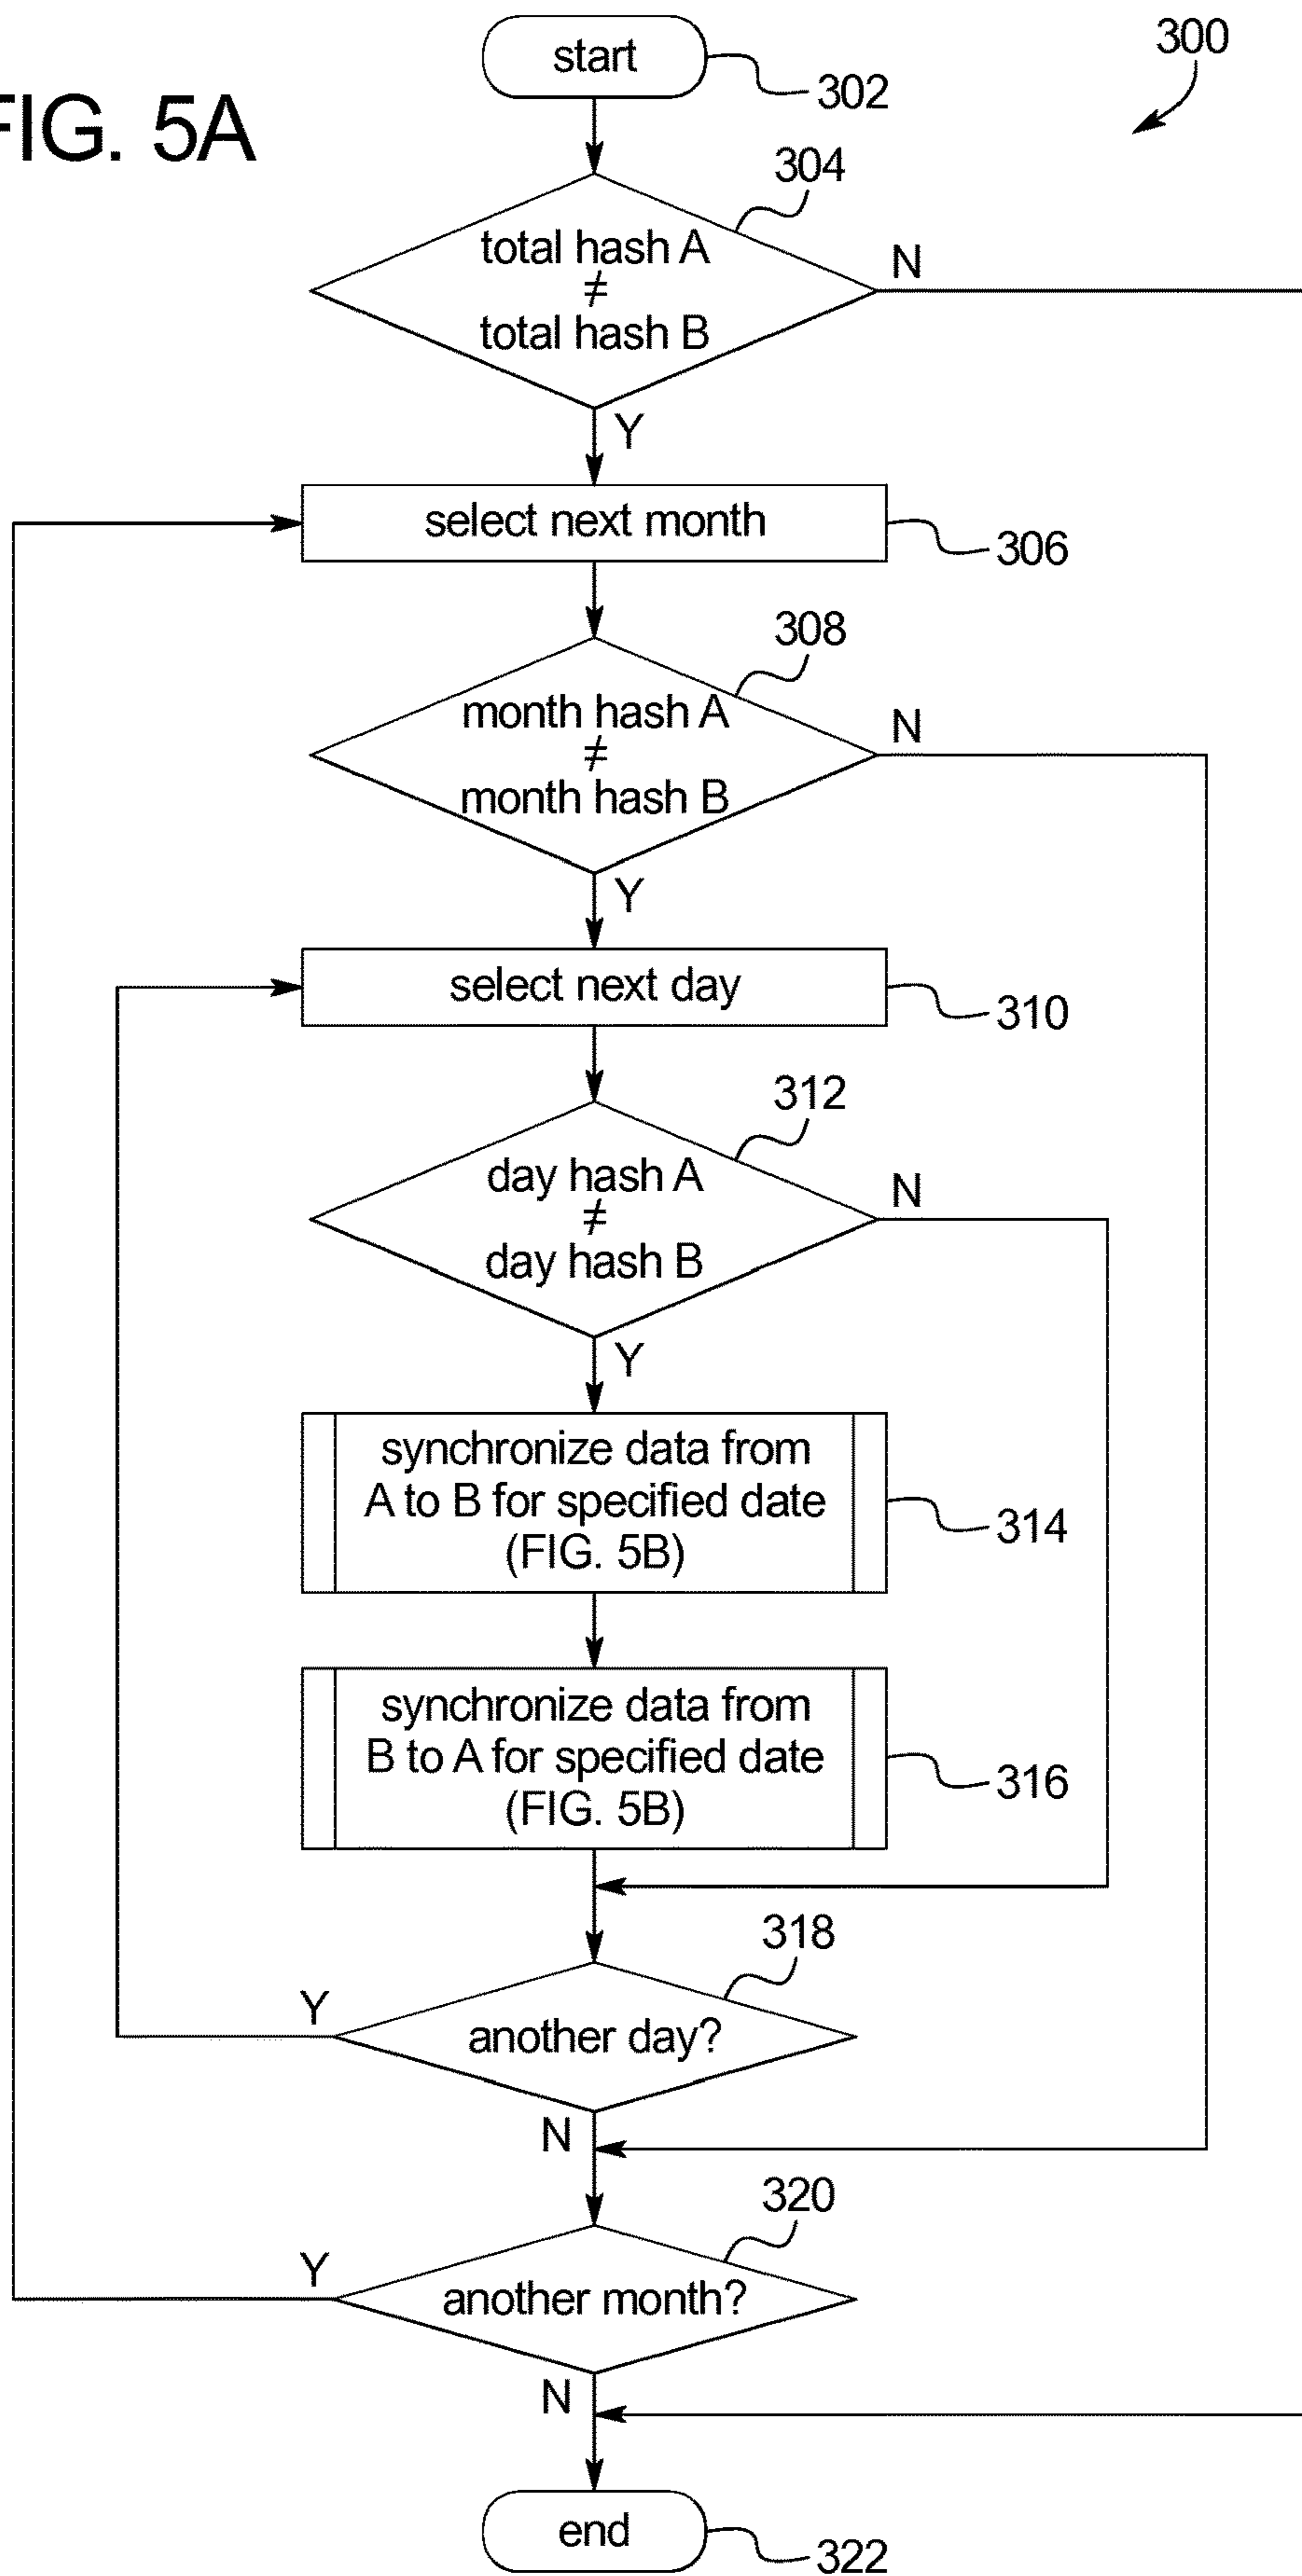 start
302
300
FIG. 5A
304
total hash A
≠
total hash B
N
Y
select next month
306
308
month hash A
≠
month hash B
N
Y
select next day
310
312
day hash A
≠
day hash B
N
Y
synchronize data from
A to B for specified date
(FIG. 5B)
314
synchronize data from
B to A for specified date
(FIG. 5B)
316
318
Y
another day?
N
320
Y
another month?
N
end
322